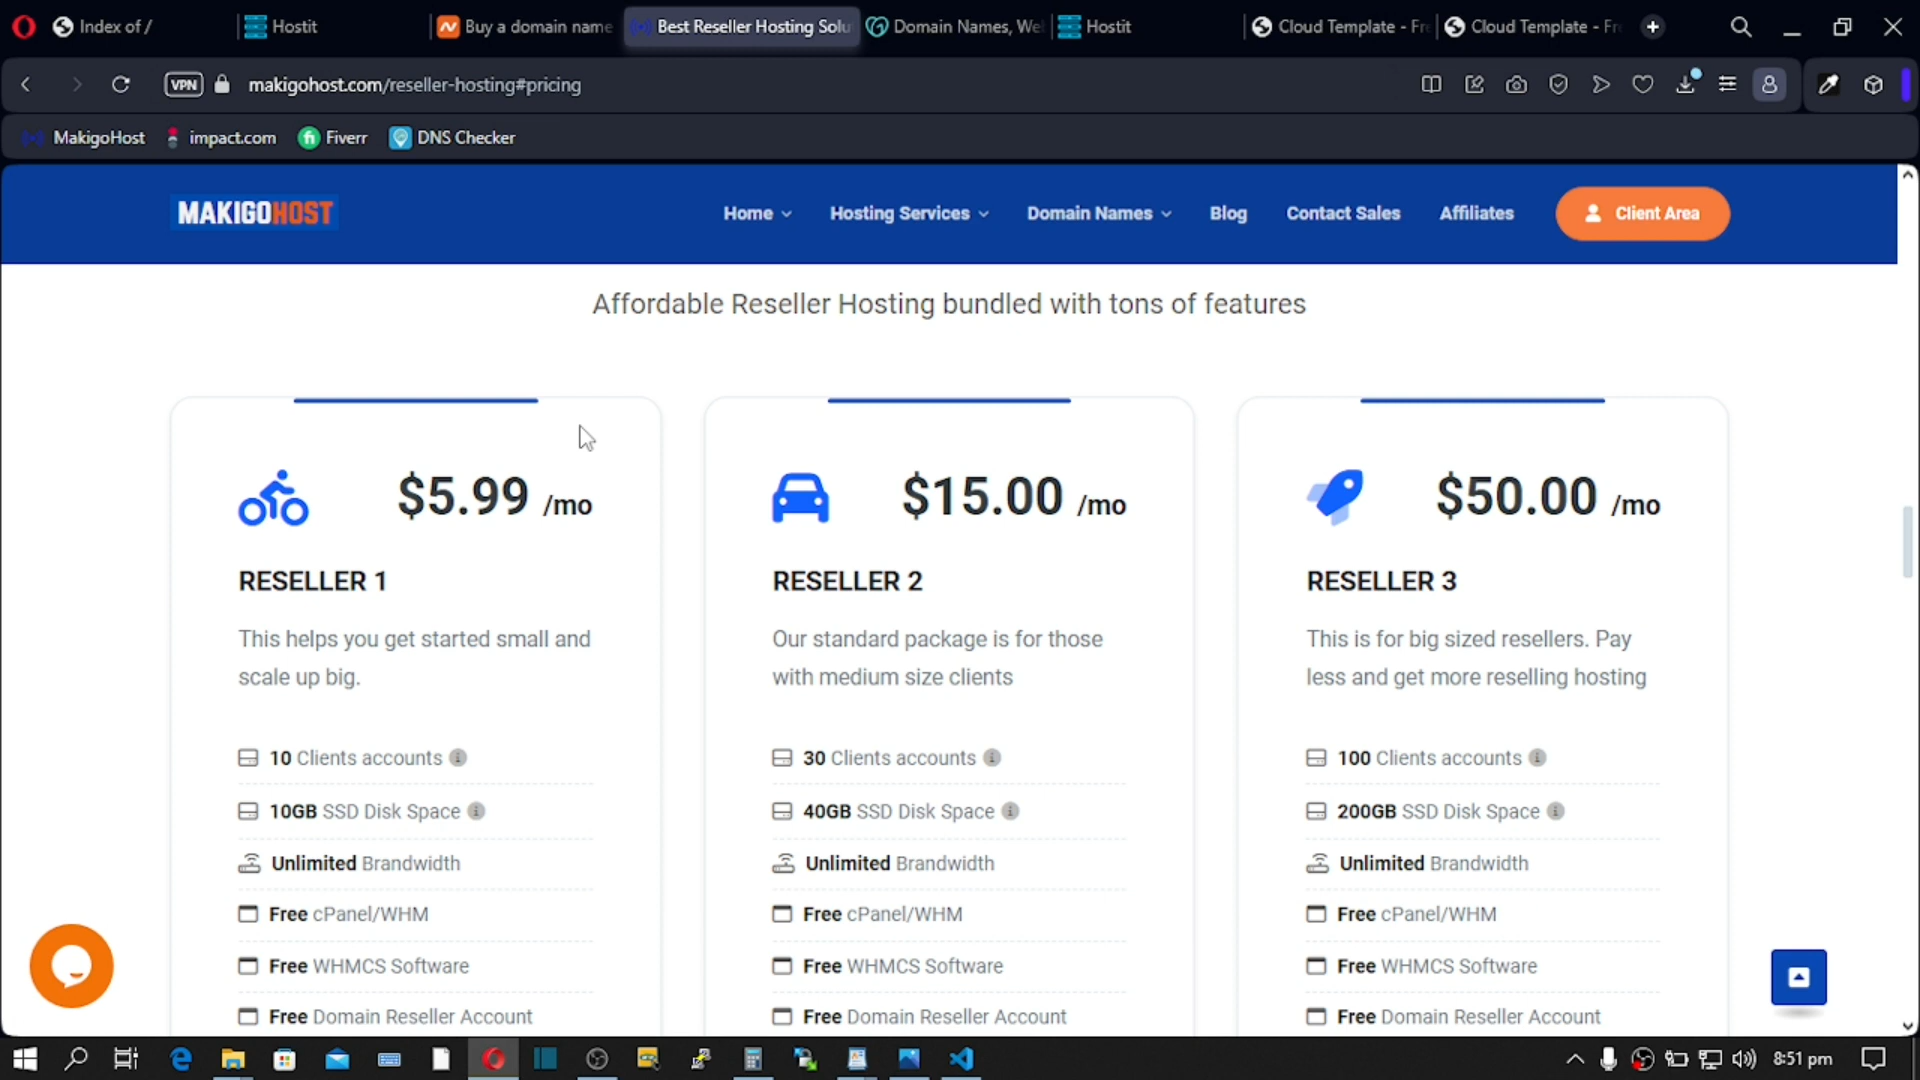 Index of /
Hostit
Buy a domain name
Best Reseller Hosting Solu
Domain Names, We
Hostit
Cloud Template - Fr
Cloud Template - Fr
VPN
makigohost.com/reseller-hosting#pricing
MakigoHost
impact.com
Fiverr
DNS Checker
MAKIGOHOST
Home
Hosting Services
Domain Names
Blog
Contact Sales
Affiliates
Client Area
Affordable Reseller Hosting bundled with tons of features
$5.99 /mo
RESELLER 1
This helps you get started small and
scale up big.
10 Clients accounts
10GB SSD Disk Space
Unlimited Brandwidth
Free cPanel/WHM
Free WHMCS Software
Free Domain Reseller Account
$15.00 /mo
RESELLER 2
Our standard package is for those
with medium size clients
30 Clients accounts
40GB SSD Disk Space
Unlimited Brandwidth
Free cPanel/WHM
Free WHMCS Software
Free Domain Reseller Account
$50.00 /mo
RESELLER 3
This is for big sized resellers. Pay
less and get more reselling hosting
100 Clients accounts
200GB SSD Disk Space
Unlimited Brandwidth
Free cPanel/WHM
Free WHMCS Software
Free Domain Reseller Account
8:51 pm